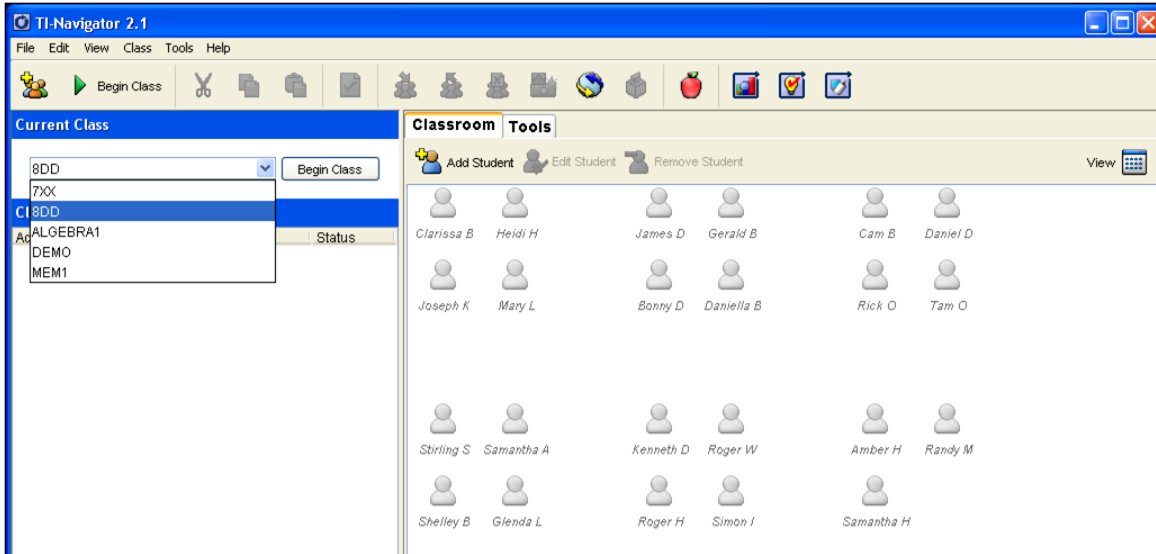 TI-Navigator 2.1
File Edit View Class Tools Help
Begin Class
Current Class
8DD Begin Class
7XX
8DD
ALGEBRA1
DEMO
MEM1
Status
Classroom Tools
Add Student Edit Student Remove Student View
Clarissa B Heidi H James D Gerald B Cam B Daniel D
Joseph K Mary L Bonny D Daniella B Rick O Tam O
Stirling S Samantha A Kenneth D Roger W Amber H Randy M
Shelley B Glenda L Roger H Simon I Samantha H